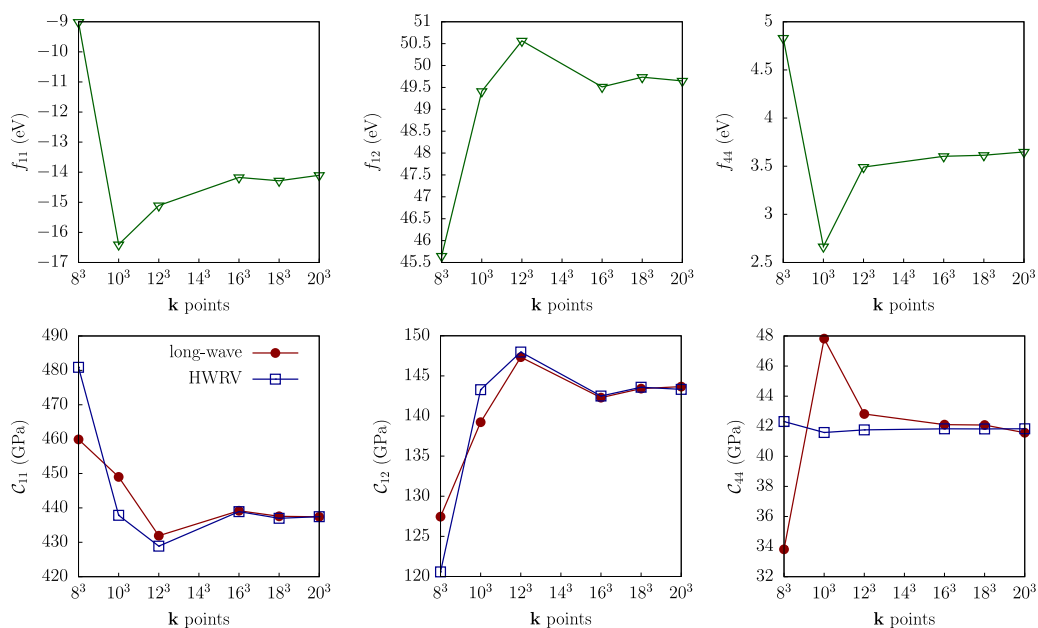 −9
−10
−11
−12
−13
−14
−15
−16
−17
f₁₁ (eV)
8³ 10³ 12³ 14³ 16³ 18³ 20³
k points
51
50.5
50
49.5
49
48.5
48
47.5
47
46.5
46
45.5
f₁₂ (eV)
8³ 10³ 12³ 14³ 16³ 18³ 20³
k points
5
4.5
4
3.5
3
2.5
f₄₄ (eV)
8³ 10³ 12³ 14³ 16³ 18³ 20³
k points
490
480
470
460
450
440
430
420
C₁₁ (GPa)
long-wave
HWRV
8³ 10³ 12³ 14³ 16³ 18³ 20³
k points
150
145
140
135
130
125
120
C₁₂ (GPa)
8³ 10³ 12³ 14³ 16³ 18³ 20³
k points
48
46
44
42
40
38
36
34
32
C₄₄ (GPa)
8³ 10³ 12³ 14³ 16³ 18³ 20³
k points